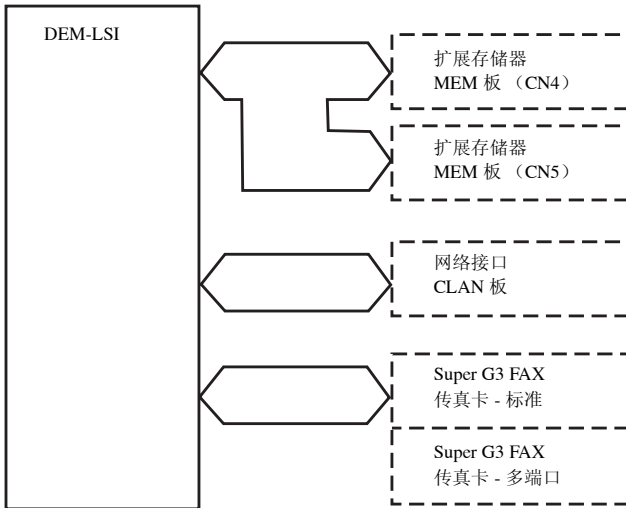 DEM-LSI
扩展存储器
MEM 板 （CN4）
扩展存储器
MEM 板 （CN5）
网络接口
CLAN 板
Super G3 FAX
传真卡 - 标准
Super G3 FAX
传真卡 - 多端口